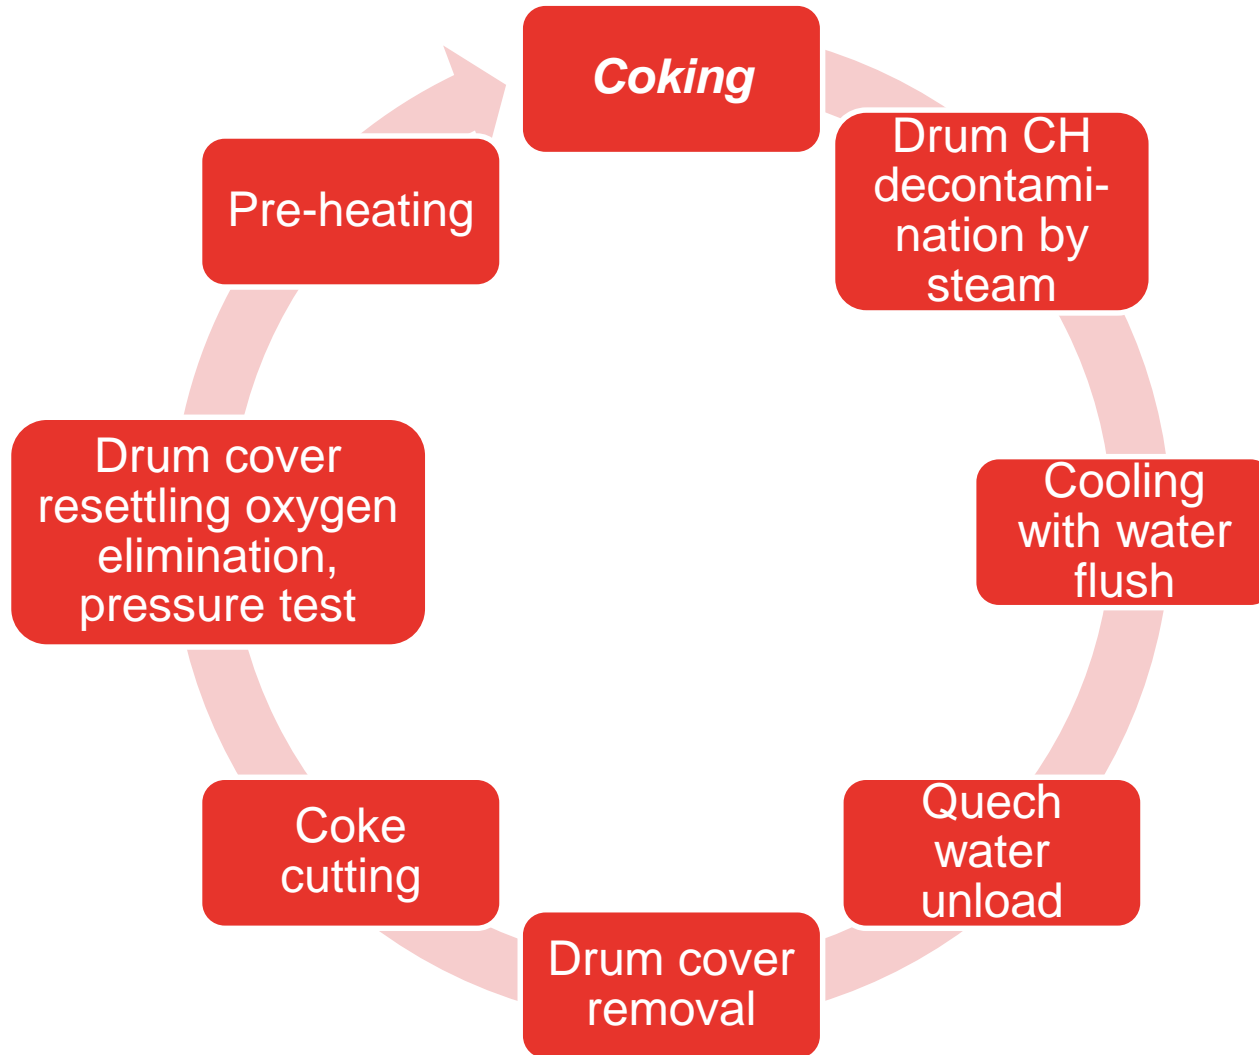 Coking
Drum CH
decontami-
nation by
steam
Cooling
with water
flush
Quech
water
unload
Drum cover
removal
Coke
cutting
Drum cover
resettling oxygen
elimination,
pressure test
Pre-heating